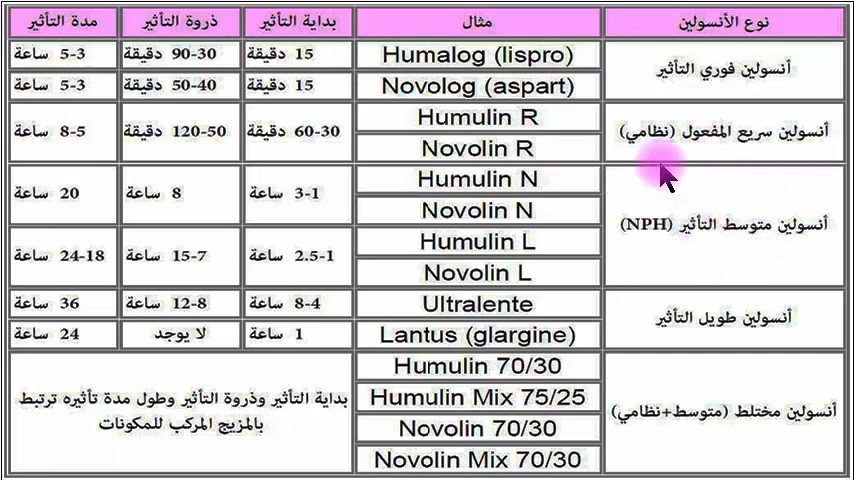 نوع الأنسولين مثال بداية التأثير ذروة التأثير مدة التأثير
أنسولين فوري التأثير Humalog (lispro) 15 دقيقة 90-30 دقيقة 5-3 ساعة
Novolog (aspart) 15 دقيقة 50-40 دقيقة 5-3 ساعة
أنسولين سريع المفعول (نظامي) Humulin R 60-30 دقيقة 120-50 دقيقة 8-5 ساعة
Novolin R
أنسولين متوسط التأثير (NPH) Humulin N 3-1 ساعة 8 ساعة 20 ساعة
Novolin N
Humulin L 2.5-1 ساعة 15-7 ساعة 24-18 ساعة
Novolin L
أنسولين طويل التأثير Ultralente 8-4 ساعة 12-8 ساعة 36 ساعة
Lantus (glargine) 1 ساعة لا يوجد 24 ساعة
أنسولين مختلط (متوسط+نظامي) Humulin 70/30
Humulin Mix 75/25
Novolin 70/30
Novolin Mix 70/30
بداية التأثير وذروة التأثير وطول مدة تأثيره ترتبط
بالمزيج المركب للمكونات